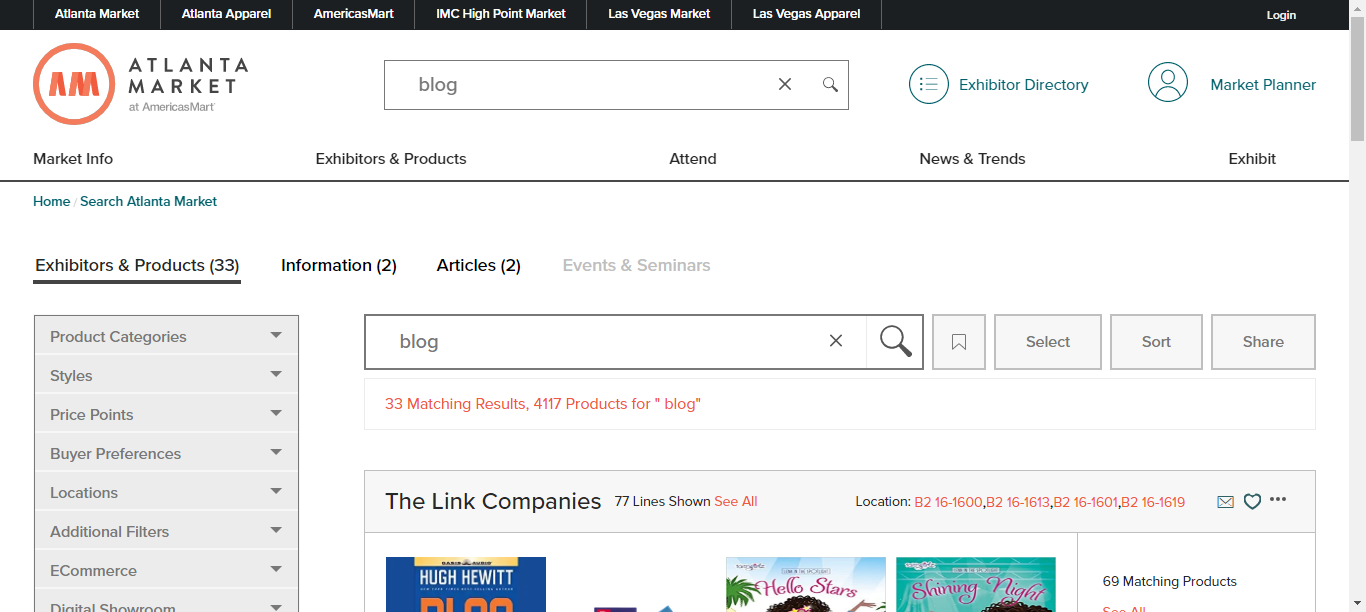 Atlanta Market Atlanta Apparel AmericasMart IMC High Point Market Las Vegas Market Las Vegas Apparel Login
ATLANTA
MARKET
at AmericasMart
AM
blog
Exhibitor Directory
Market Planner
Market Info Exhibitors & Products Attend News & Trends Exhibit
Home / Search Atlanta Market
Exhibitors & Products (33) Information (2) Articles (2) Events & Seminars
Product Categories
Styles
Price Points
Buyer Preferences
Locations
Additional Filters
ECommerce
Digital Showroom
blog
Select Sort Share
33 Matching Results, 4117 Products for " blog"
The Link Companies 77 Lines Shown See All Location: B2 16-1600,B2 16-1613,B2 16-1601,B2 16-1619
HUGH HEWITT
BLOG
Hello Stars
Shining Night
69 Matching Products
See All